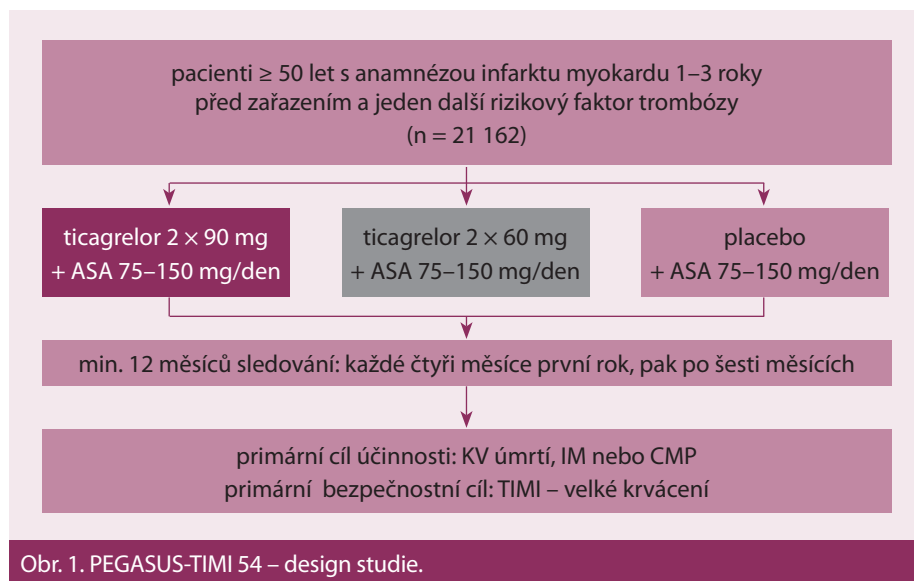 pacienti ≥ 50 let s anamnézou infarktu myokardu 1–3 roky
před zařazením a jeden další rizikový faktor trombózy
(n = 21 162)
ticagrelor 2 × 90 mg
+ ASA 75–150 mg/den
ticagrelor 2 × 60 mg
+ ASA 75–150 mg/den
placebo
+ ASA 75–150 mg/den
min. 12 měsíců sledování: každé čtyři měsíce první rok, pak po šesti měsících
primární cíl účinnosti: KV úmrtí, IM nebo CMP
primární bezpečnostní cíl: TIMI – velké krvácení
Obr. 1. PEGASUS-TIMI 54 – design studie.